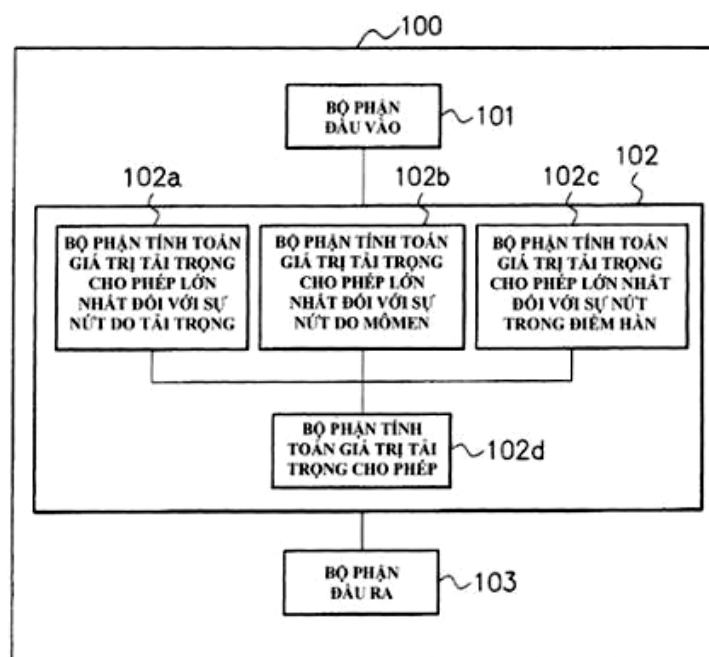 100
BỘ PHẬN
ĐẦU VÀO
101
102
102a
102b
102c
BỘ PHẬN TÍNH TOÁN
GIÁ TRỊ TẢI TRỌNG
CHO PHÉP LỚN
NHẤT ĐỐI VỚI SỰ
NỨT DO TẢI TRỌNG
BỘ PHẬN TÍNH TOÁN
GIÁ TRỊ TẢI TRỌNG
CHO PHÉP LỚN
NHẤT ĐỐI VỚI SỰ
NỨT DO MÔMEN
BỘ PHẬN TÍNH TOÁN
GIÁ TRỊ TẢI TRỌNG
CHO PHÉP LỚN NHẤT
ĐỐI VỚI SỰ NỨT
TRONG ĐIỂM HÀN
BỘ PHẬN TÍNH
TOÁN GIÁ TRỊ TẢI
TRỌNG CHO PHÉP
102d
BỘ PHẬN
ĐẦU RA
103